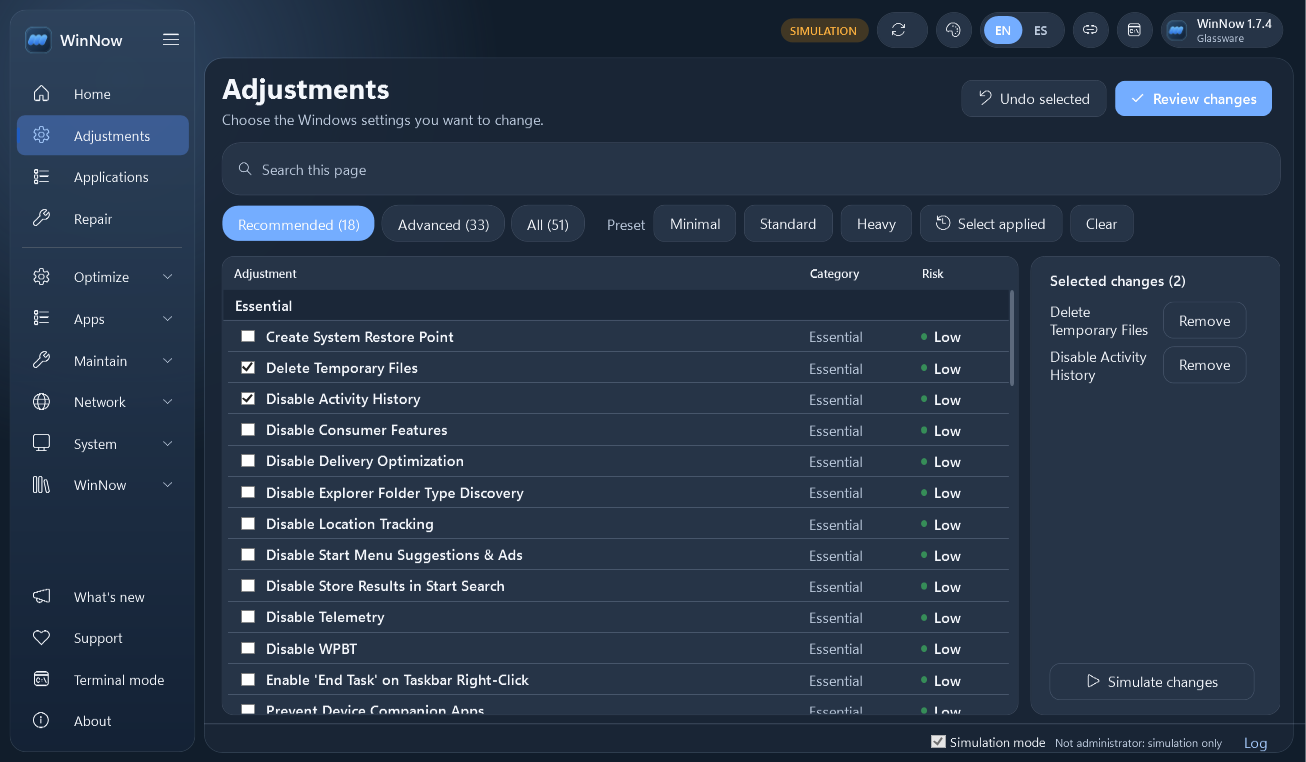 WinNow
Home
Adjustments
Applications
Repair
Optimize
Apps
Maintain
Network
System
WinNow
What's new
Support
Terminal mode
About
SIMULATION
EN
ES
WinNow 1.7.4
Glassware
Adjustments
Choose the Windows settings you want to change.
Undo selected
Review changes
Search this page
Recommended (18)
Advanced (33)
All (51)
Preset
Minimal
Standard
Heavy
Select applied
Clear
Adjustment Category Risk
Essential
Create System Restore Point Essential Low
Delete Temporary Files Essential Low
Disable Activity History Essential Low
Disable Consumer Features Essential Low
Disable Delivery Optimization Essential Low
Disable Explorer Folder Type Discovery Essential Low
Disable Location Tracking Essential Low
Disable Start Menu Suggestions & Ads Essential Low
Disable Store Results in Start Search Essential Low
Disable Telemetry Essential Low
Disable WPBT Essential Low
Enable 'End Task' on Taskbar Right-Click Essential Low
Prevent Device Companion Apps Essential Low
Selected changes (2)
Delete
Temporary Files
Remove
Disable Activity
History
Remove
Simulate changes
Simulation mode
Not administrator: simulation only
Log